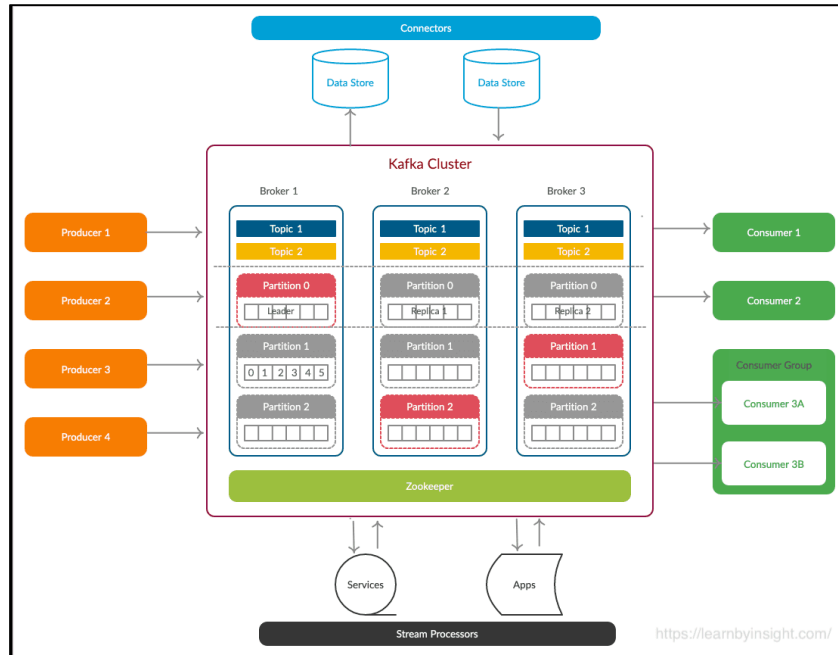 Connectors
Data Store Data Store
Kafka Cluster
Broker 1 Broker 2 Broker 3
Producer 1 Topic 1 Topic 1 Topic 1 Consumer 1
Topic 2 Topic 2 Topic 2
Producer 2 Partition 0 Partition 0 Partition 0 Consumer 2
Leader Replica 1 Replica 2
Producer 3 Partition 1 Partition 1 Partition 1 Consumer Group
0 1 2 3 4 5
Producer 4 Partition 2 Partition 2 Partition 2 Consumer 3A
Consumer 3B
Zookeeper
Services Apps
Stream Processors
https://learnbyinsight.com/